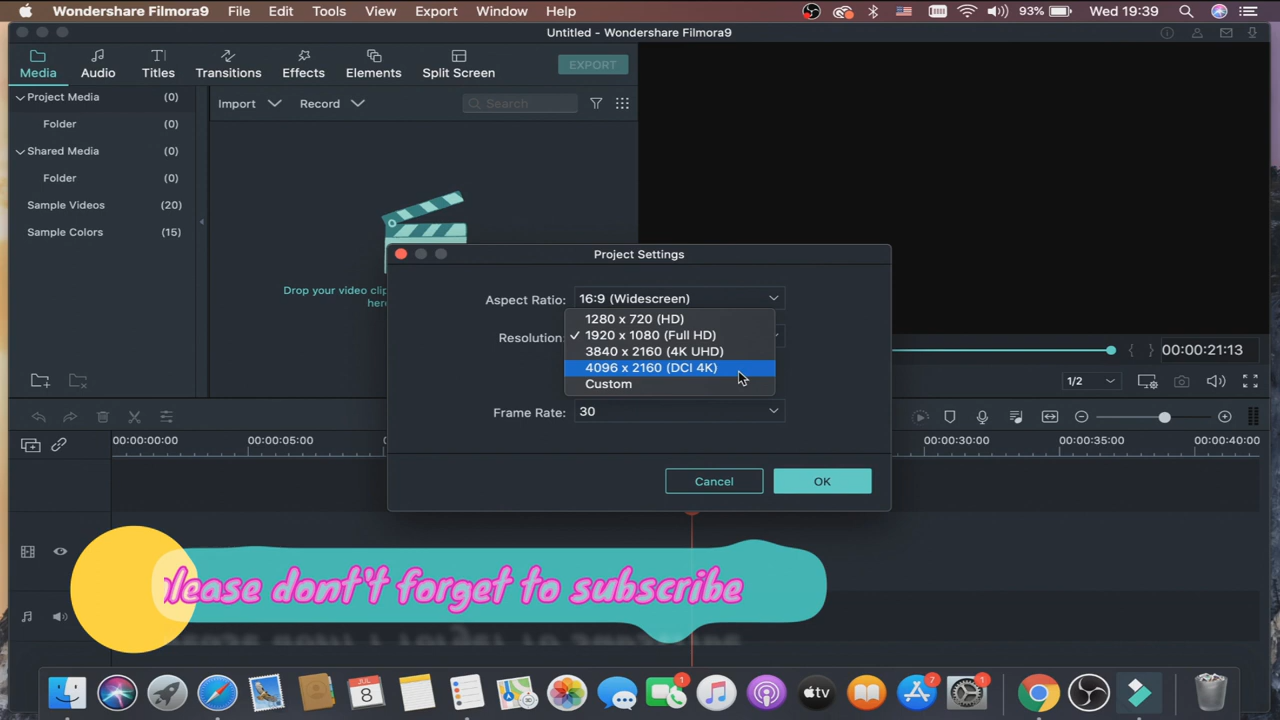 Wondershare Filmora9 File Edit Tools View Export Window Help 93% Wed 19:39
Untitled - Wondershare Filmora9
Media Audio Titles Transitions Effects Elements Split Screen EXPORT
Project Media (0)
Import Record Search
Folder (0)
Shared Media (0)
Folder (0)
Sample Videos (20)
Sample Colors (15)
Drop your video clip
here
Project Settings
Aspect Ratio: 16:9 (Widescreen)
Resolution:
1280 x 720 (HD)
✓ 1920 x 1080 (Full HD)
3840 x 2160 (4K UHD)
4096 x 2160 (DCI 4K)
Custom
Frame Rate: 30
Cancel OK
00:00:21:13
1/2
00:00:00:00 00:00:05:00 00:00:30:00 00:00:35:00 00:00:40:00
lease don't forget to subscribe
JUL
8
1
tv
7
1